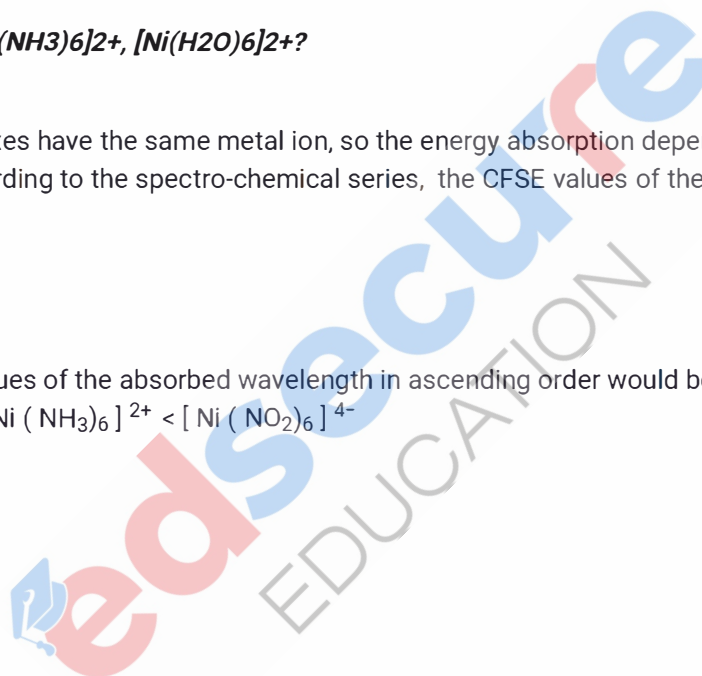 (NH3)6]2+, [Ni(H2O)6]2+?
tes have the same metal ion, so the energy absorption depe
rding to the spectro-chemical series, the CFSE values of the
ues of the absorbed wavelength in ascending order would b
Ni ( NH₃)₆ ] ²⁺ < [ Ni ( NO₂)₆ ] ⁴⁻
edsecure
EDUCATION